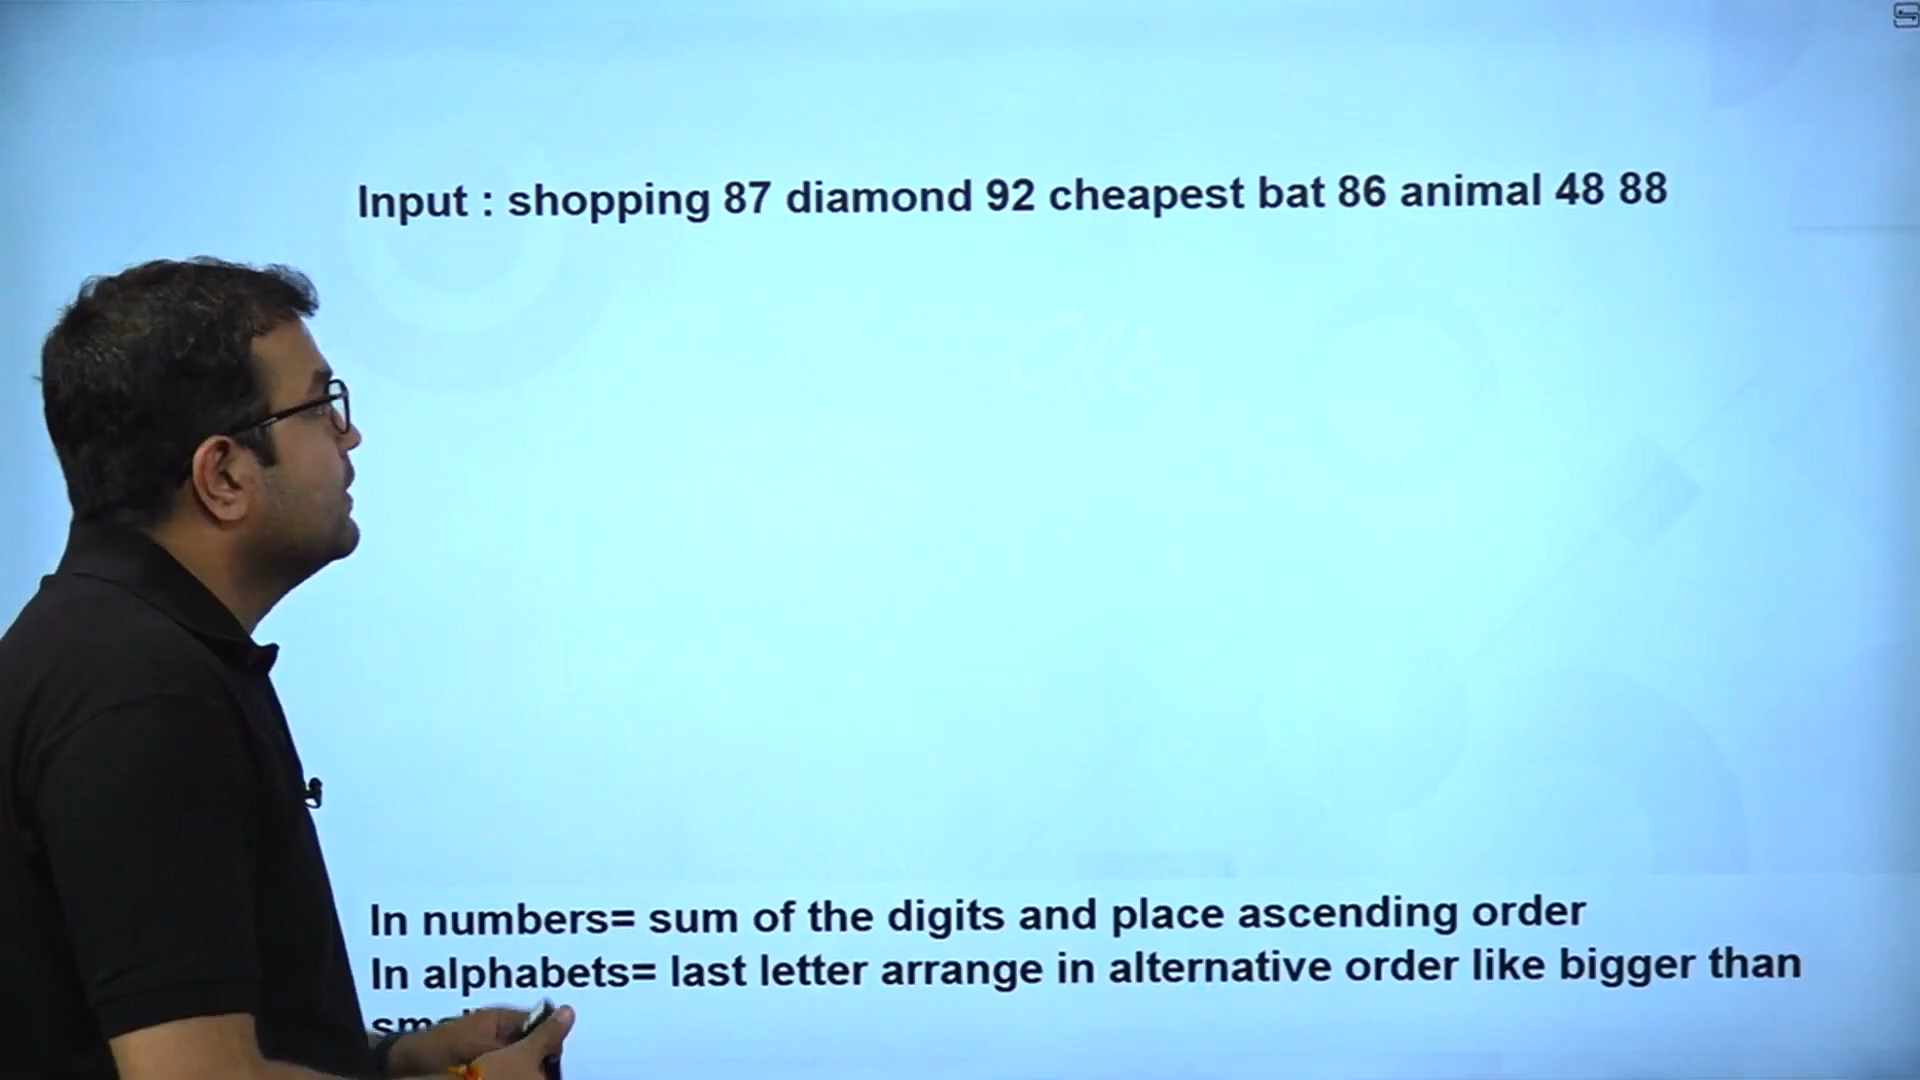 Input : shopping 87 diamond 92 cheapest bat 86 animal 48 88
In numbers= sum of the digits and place ascending order
In alphabets= last letter arrange in alternative order like bigger than